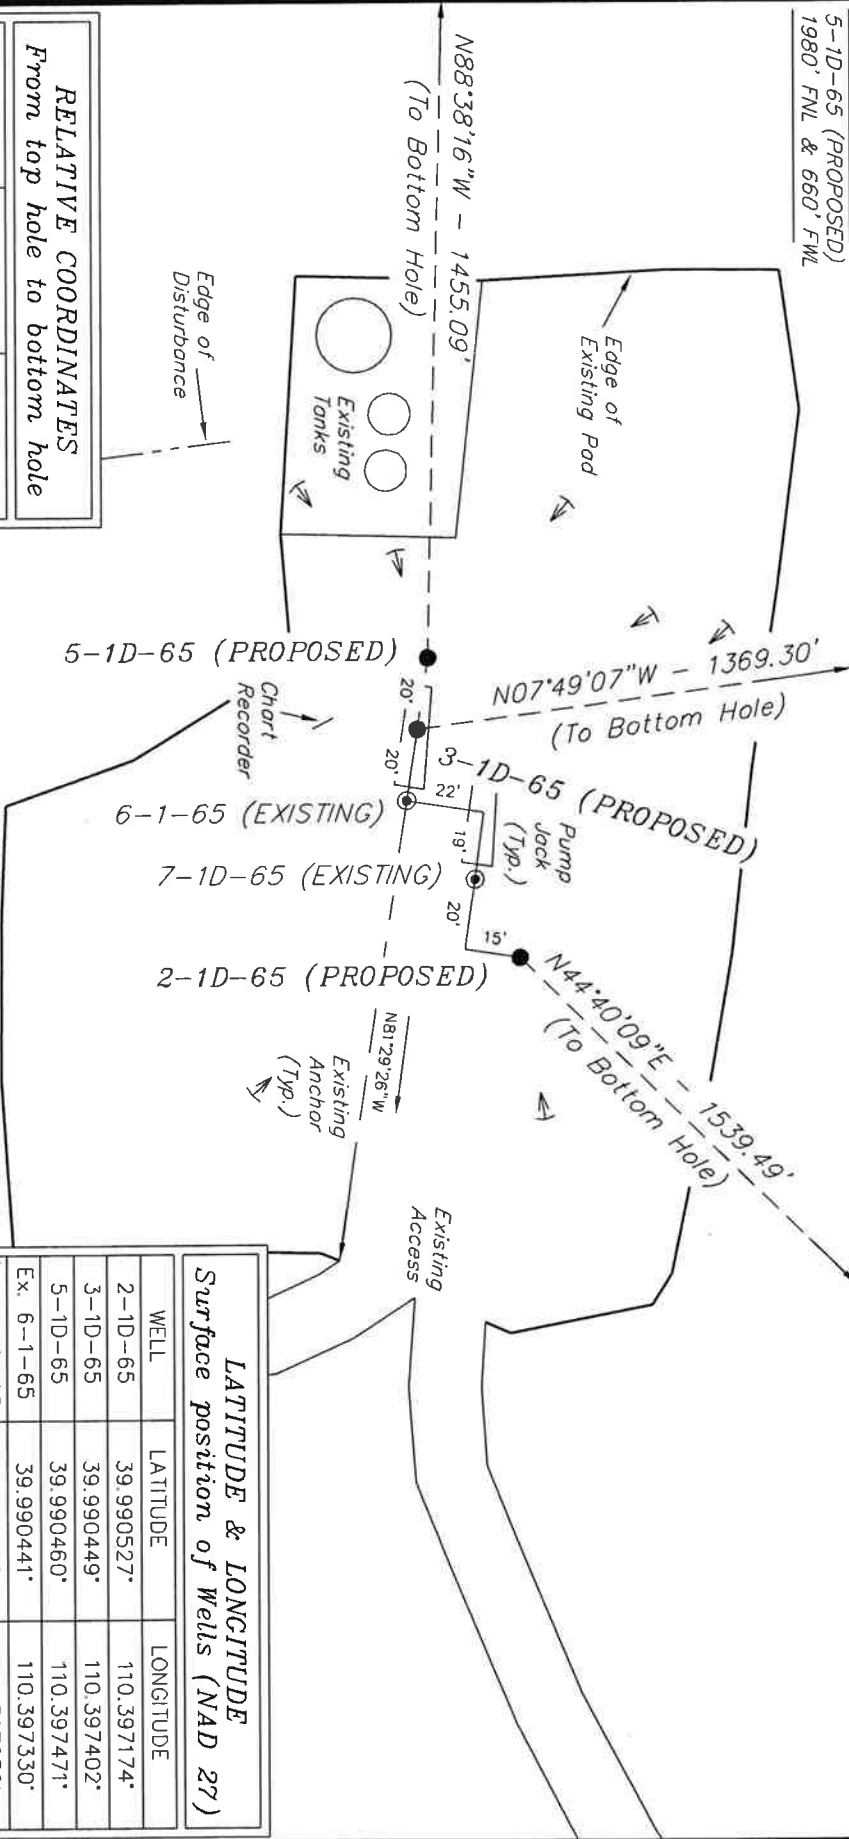 5-1D-65 (PROPOSED)
1980' FNL & 660' FWL
N88°38'16"W - 1455.09'
(To Bottom Hole)
Edge of
Existing Pad
Existing
Tanks
Edge of
Disturbance
RELATIVE COORDINATES
From top hole to bottom hole
N07°49'07"W - 1369.30'
(To Bottom Hole)
5-1D-65 (PROPOSED)
20'
20'
Chart
Recorder
3-1D-65 (PROPOSED)
22'
6-1-65 (EXISTING)
Pump
Jack
(Typ.)
19'
7-1D-65 (EXISTING)
20'
15'
2-1D-65 (PROPOSED)
N44°40'09"E - 1539.49'
(To Bottom Hole)
N81°29'26"W
Existing
Anchor
(Typ.)
Existing
Access
LATITUDE & LONGITUDE
Surface position of Wells (NAD 27)
WELL LATITUDE LONGITUDE
2-1D-65 39.990527° 110.397174°
3-1D-65 39.990449° 110.397402°
5-1D-65 39.990460° 110.397471°
Ex. 6-1-65 39.990441° 110.397330°